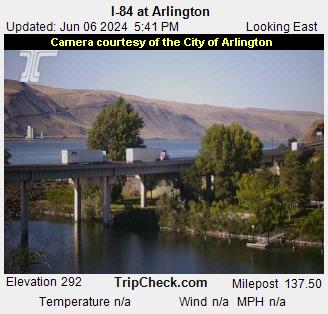 I-84 at Arlington
Updated: Jun 06 2024 5:41 PM Looking East
Camera courtesy of the City of Arlington
Elevation 292 TripCheck.com Milepost 137.50
Temperature n/a Wind n/a MPH n/a